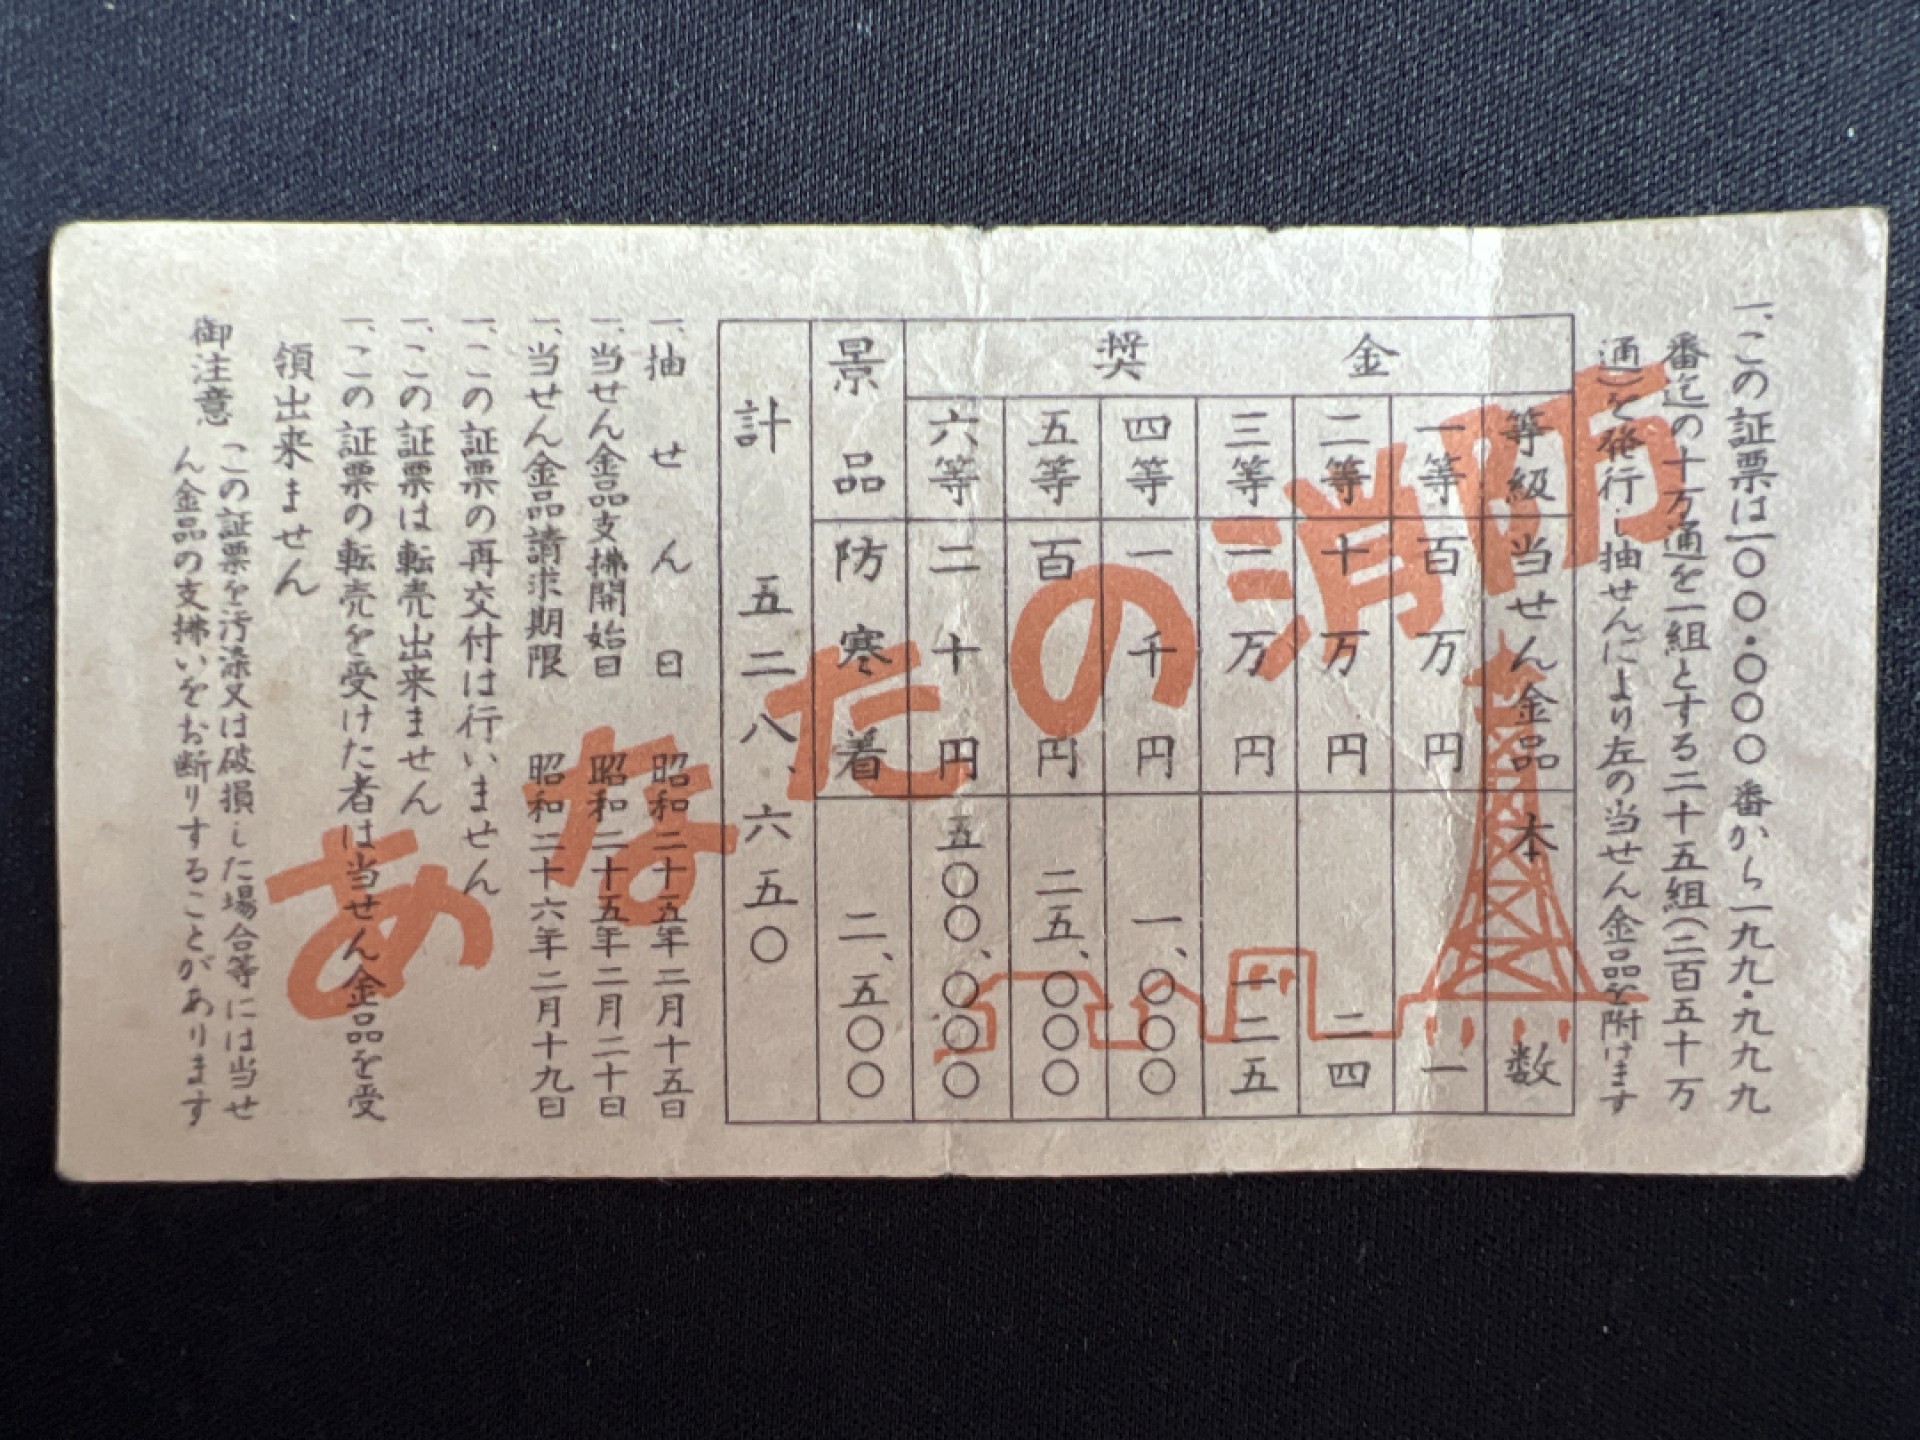 一、この証票は一〇〇・〇〇〇番から一九九・九九九
番迄の十万通を一組とする二十五組(二百五十万
通)を発行し抽せんにより左の当せん金品を附けます
等級 当せん金品 本数
金奨
一等 百万円 一
二等 十万円 二四
三等 一万円 一二五
四等 一千円 一、〇〇〇
五等 百円 二五、〇〇〇
六等 二十円 五〇〇、〇〇〇
景品 防寒着 二、五〇〇
計 五二八、六五〇
一、抽せん日 昭和二十五年二月十五日
一、当せん金品支拂開始日 昭和二十五年二月二十日
一、当せん金品請求期限 昭和二十六年二月十九日
一、この証票の再交付は行いません
一、この証票は転売出来ません
一、この証票の転売を受けた者は当せん金品を受
領出来ません
御注意 この証票を汚染又は破損した場合等には当せ
ん金品の支拂いをお断りすることがあります
あなたの消防